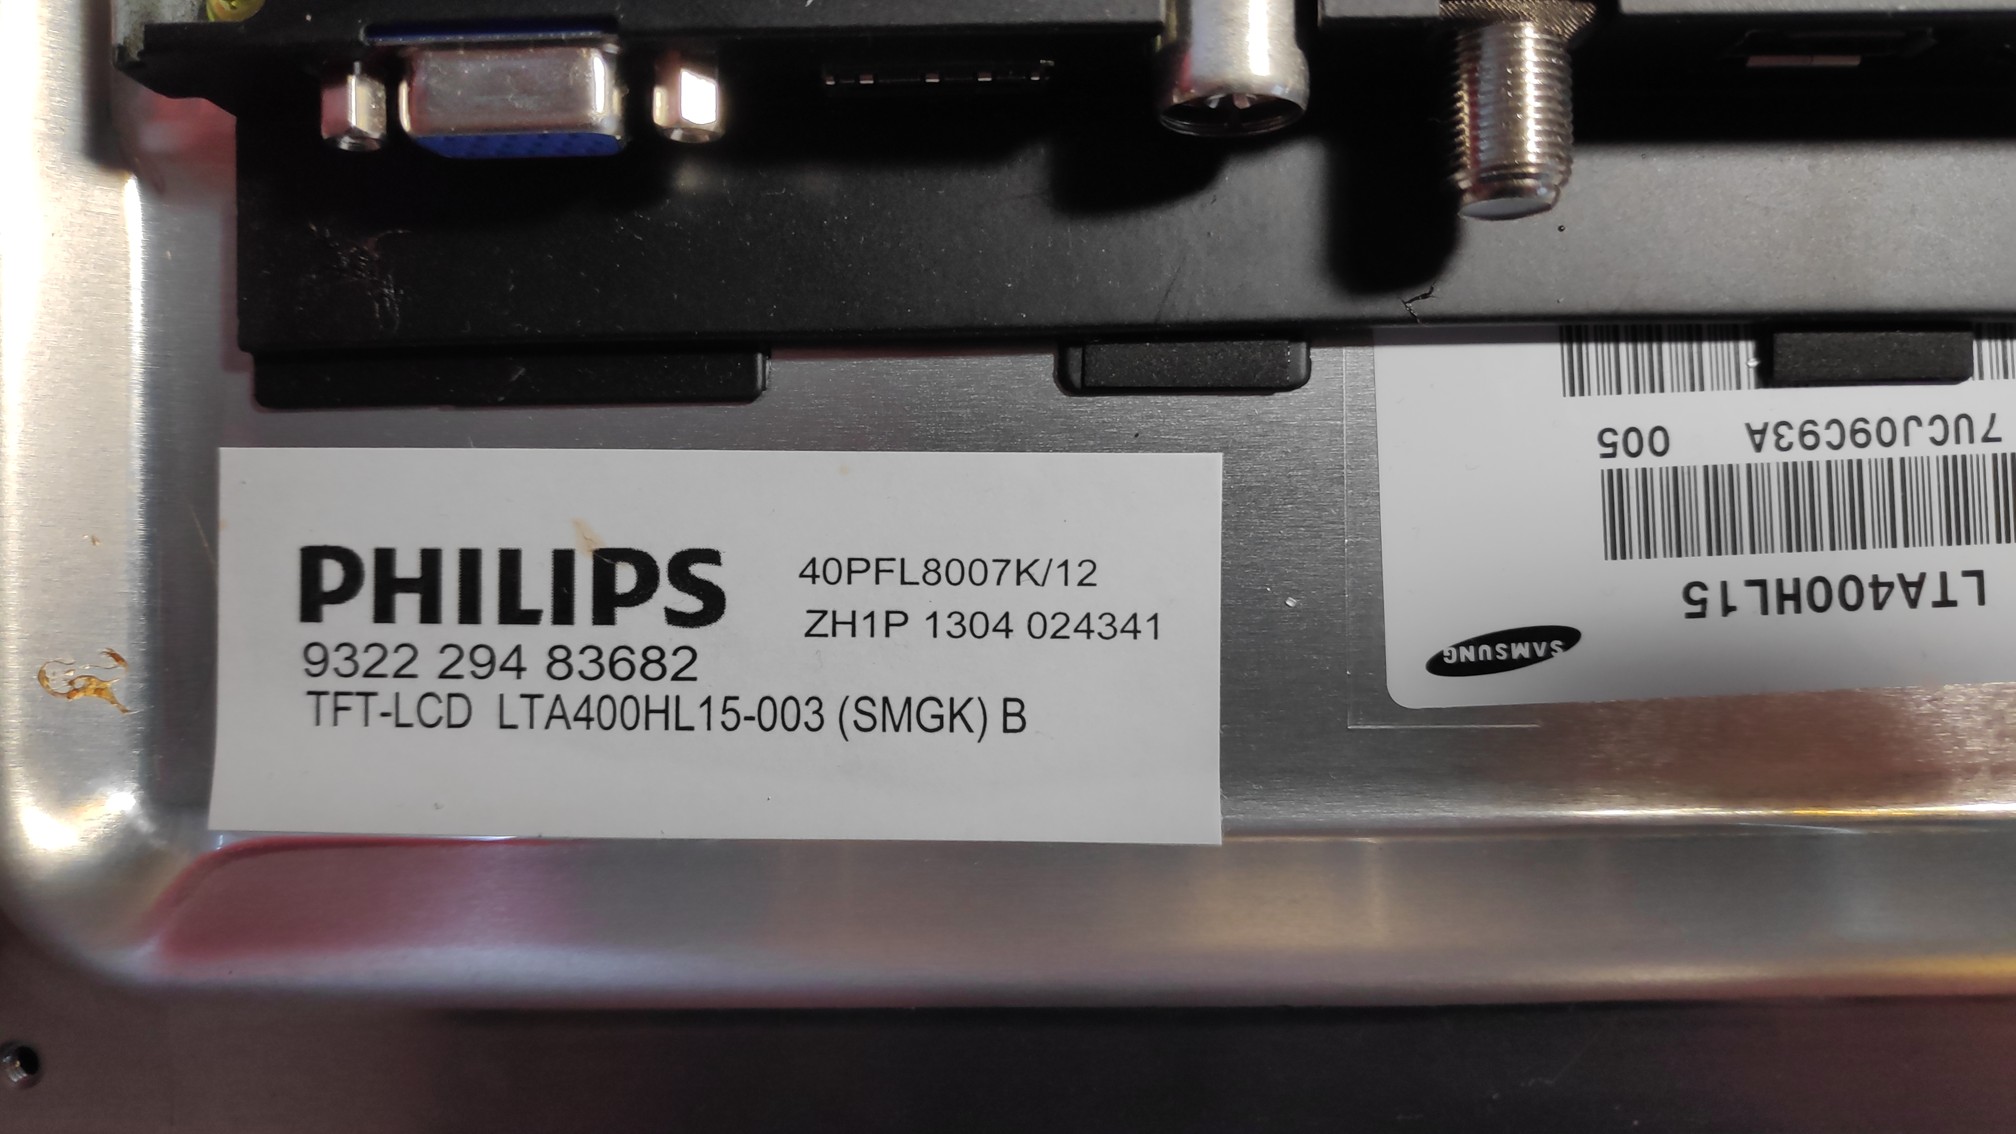 PHILIPS
40PFL8007K/12
ZH1P 1304 024341
9322 294 83682
TFT-LCD LTA400HL15-003 (SMGK) B
SAMSUNG
LTA400HL15
7UCJ09C93A 005